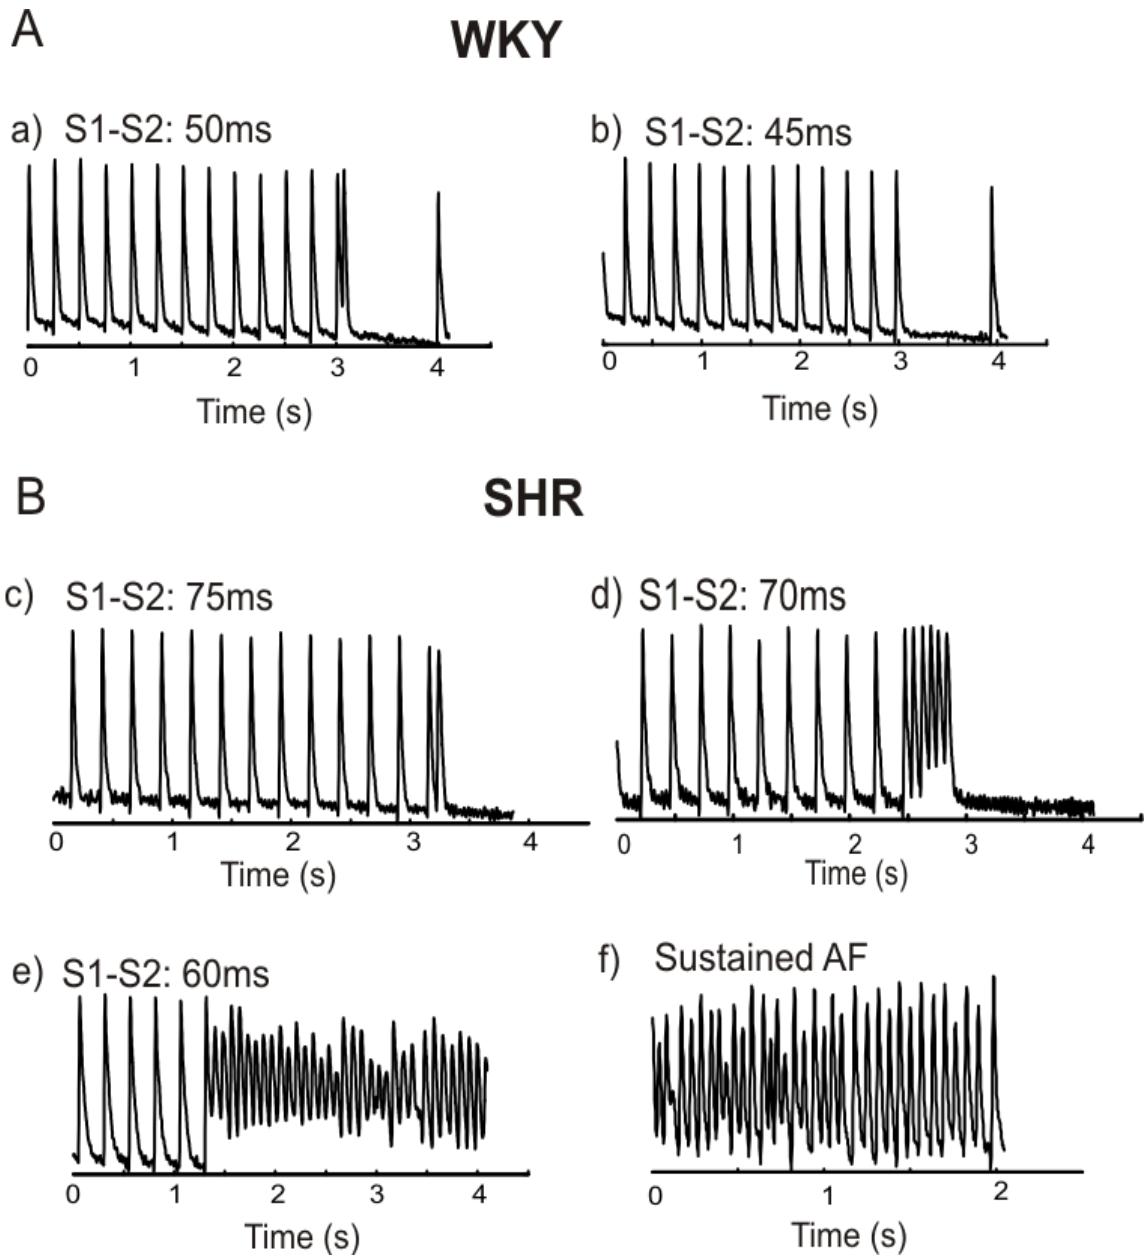 A
WKY
a) S1-S2: 50ms
b) S1-S2: 45ms
0 1 2 3 4
0 1 2 3 4
Time (s)
Time (s)
B
SHR
c) S1-S2: 75ms
d) S1-S2: 70ms
0 1 2 3 4
0 1 2 3 4
Time (s)
Time (s)
e) S1-S2: 60ms
f) Sustained AF
0 1 2 3 4
0 1 2
Time (s)
Time (s)